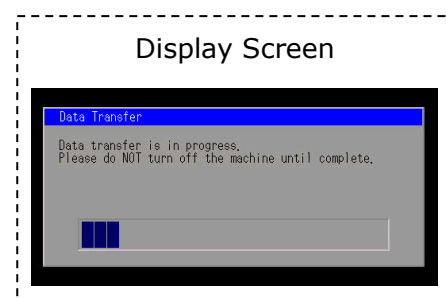 Display Screen
Data Transfer
Data transfer is in progress.
Please do NOT turn off the machine until complete.